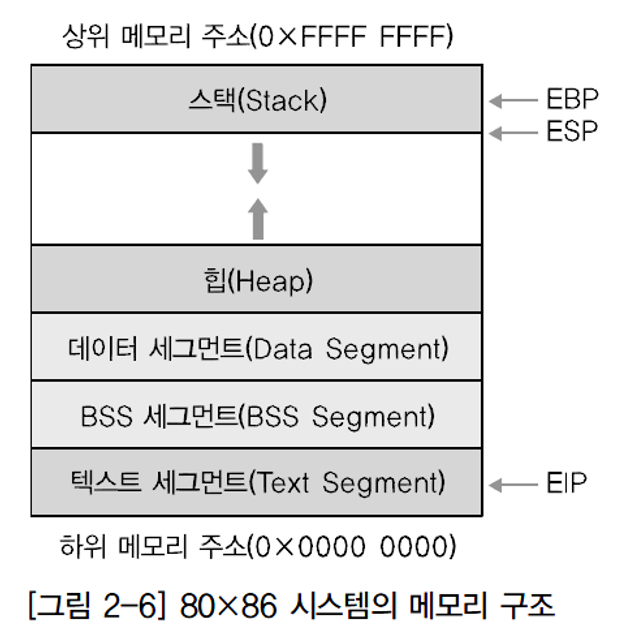 상위 메모리 주소(0×FFFF FFFF)
스택(Stack)
EBP
ESP
힙(Heap)
데이터 세그먼트(Data Segment)
BSS 세그먼트(BSS Segment)
텍스트 세그먼트(Text Segment)
EIP
하위 메모리 주소(0×0000 0000)
[그림 2-6] 80×86 시스템의 메모리 구조